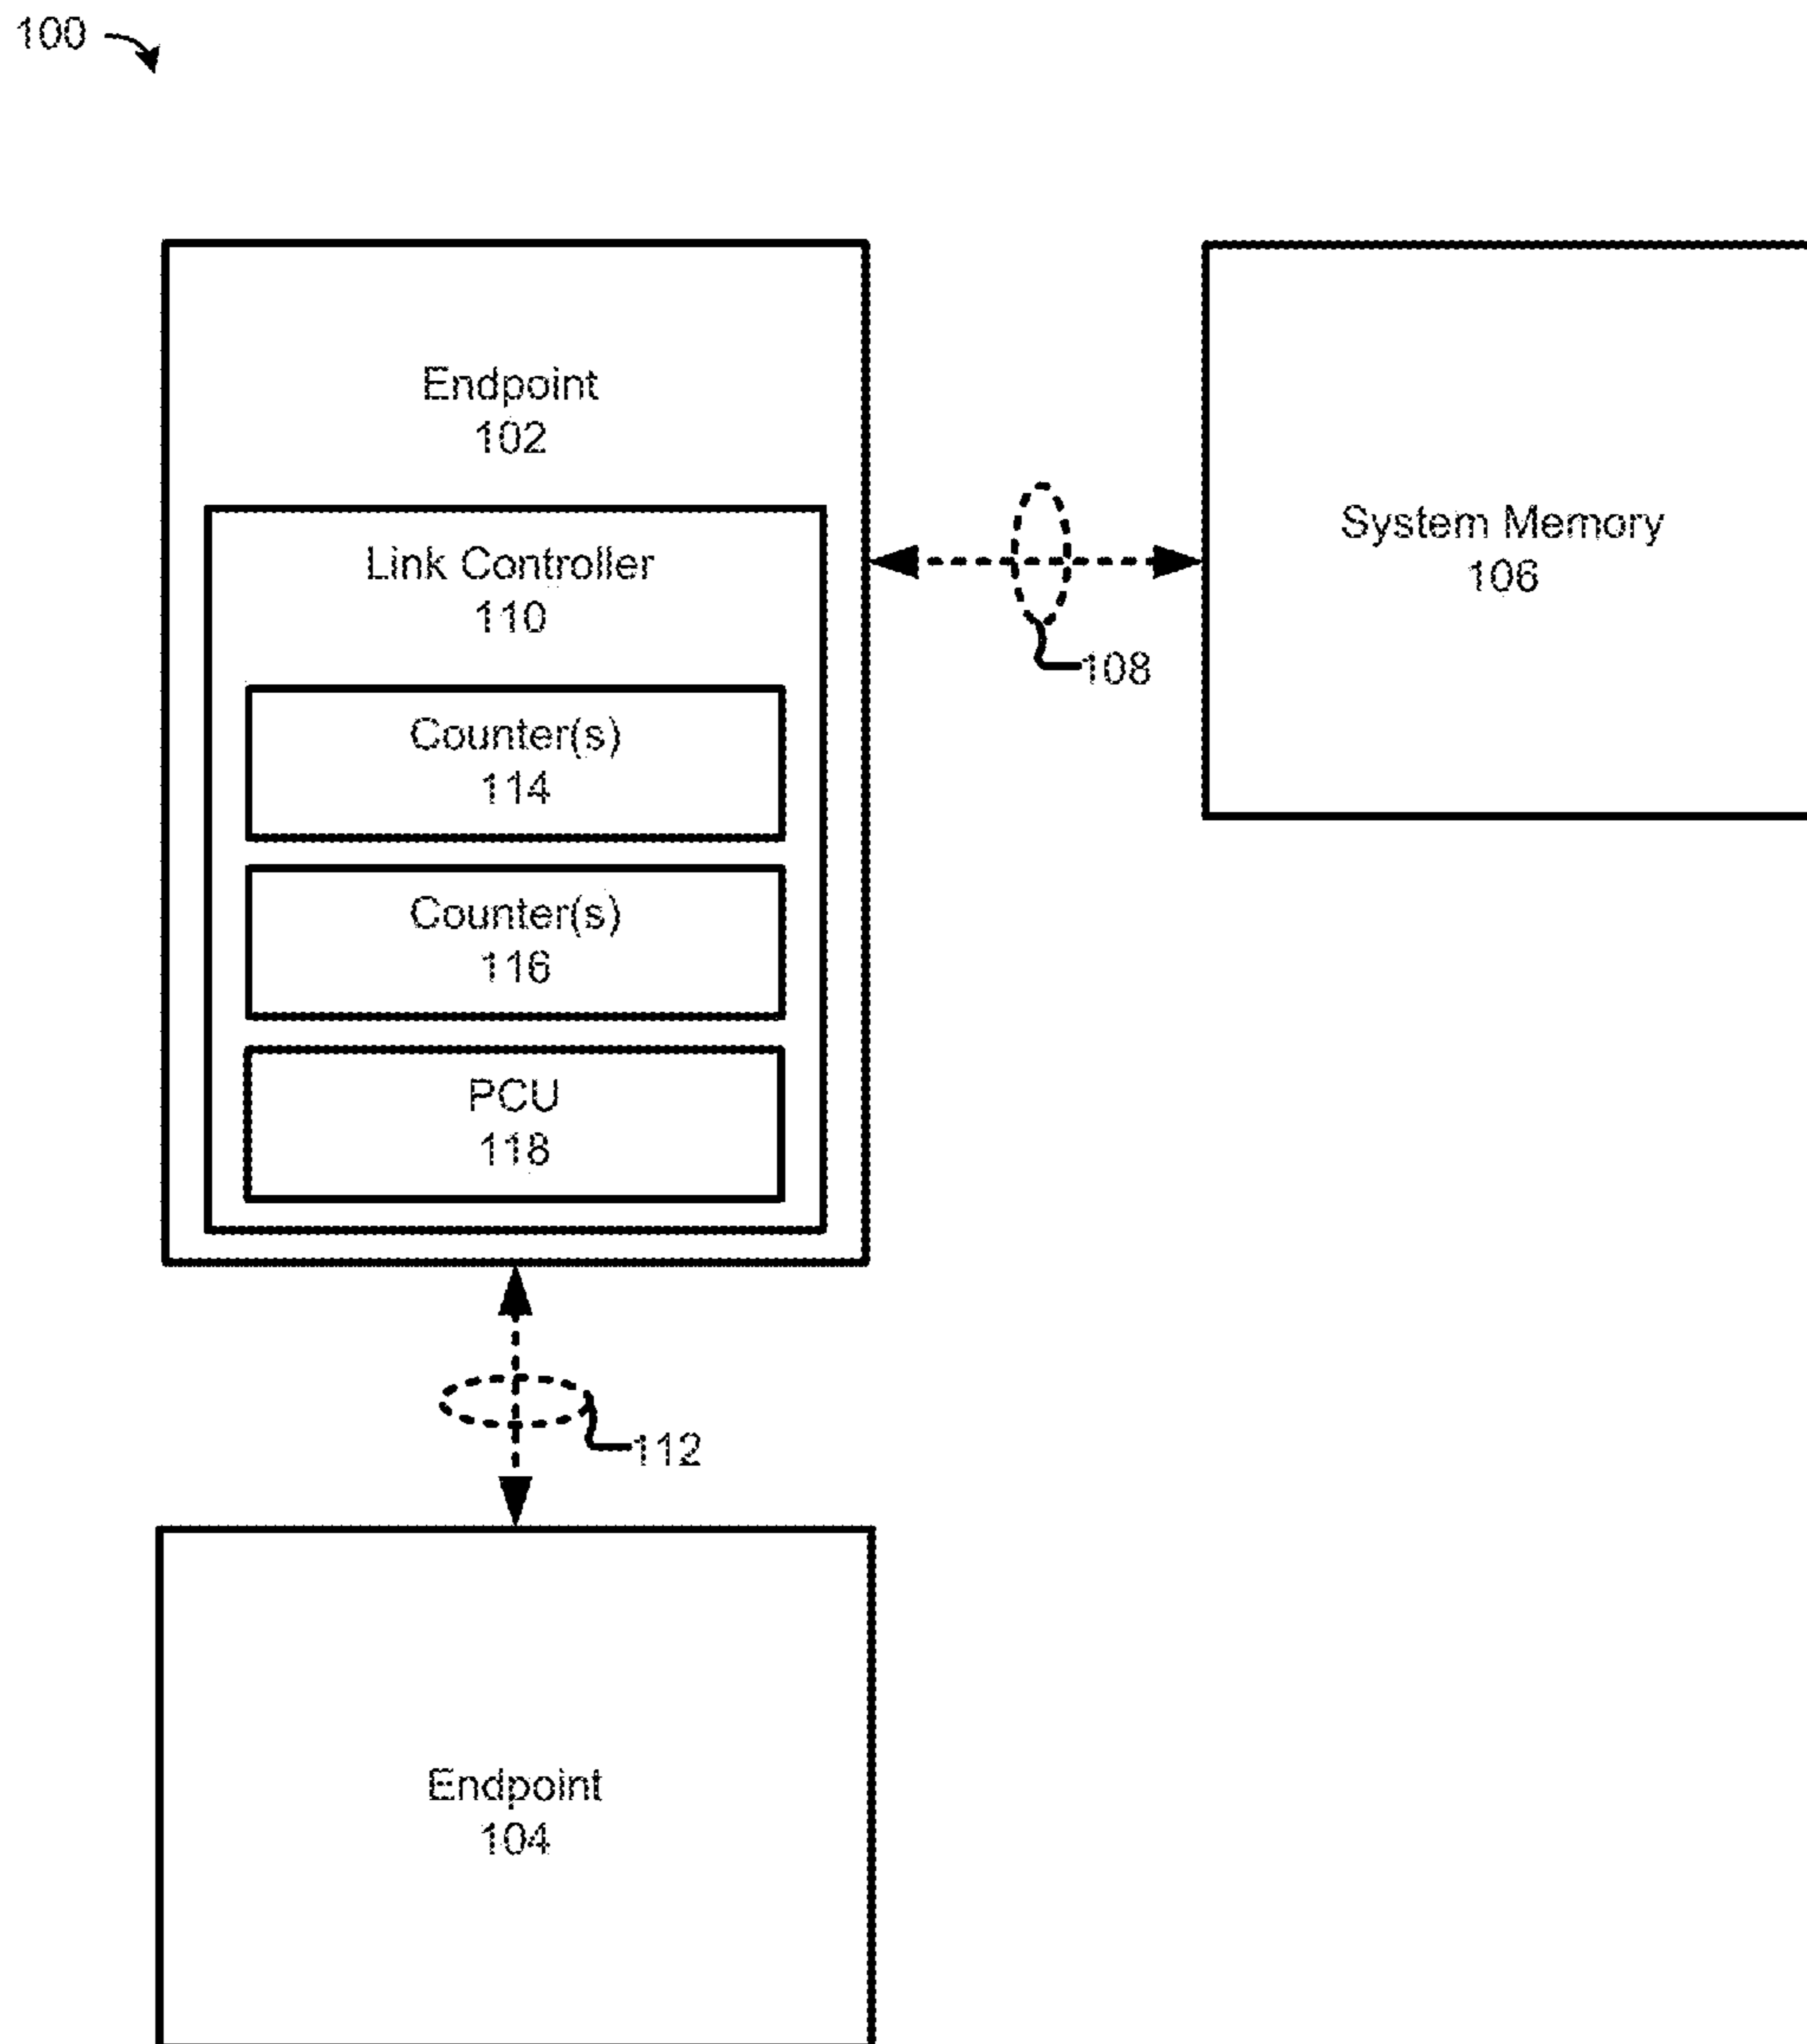 100
Endpoint
102
Link Controller
110
Counter(s)
114
Counter(s)
116
PCU
118
System Memory
106
108
112
Endpoint
104